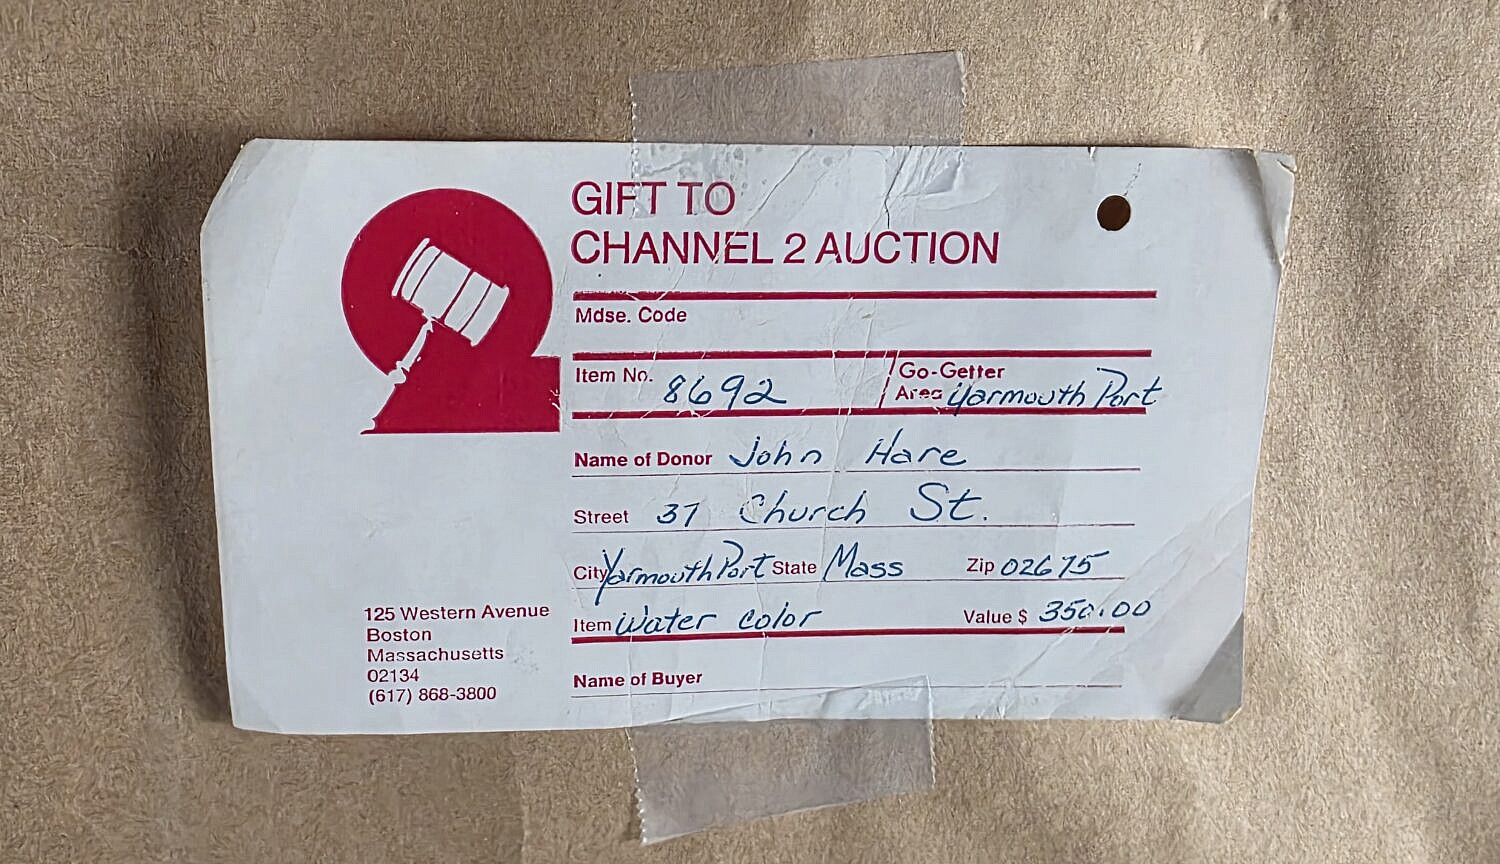 GIFT TO
CHANNEL 2 AUCTION
Mdse. Code
Item No. 8692 Go-Getter Area Yarmouth Port
Name of Donor John Hare
Street 37 Church St.
City Yarmouth Port State Mass Zip 02675
Item Water color Value $ 350.00
Name of Buyer
125 Western Avenue
Boston
Massachusetts
02134
(617) 868-3800